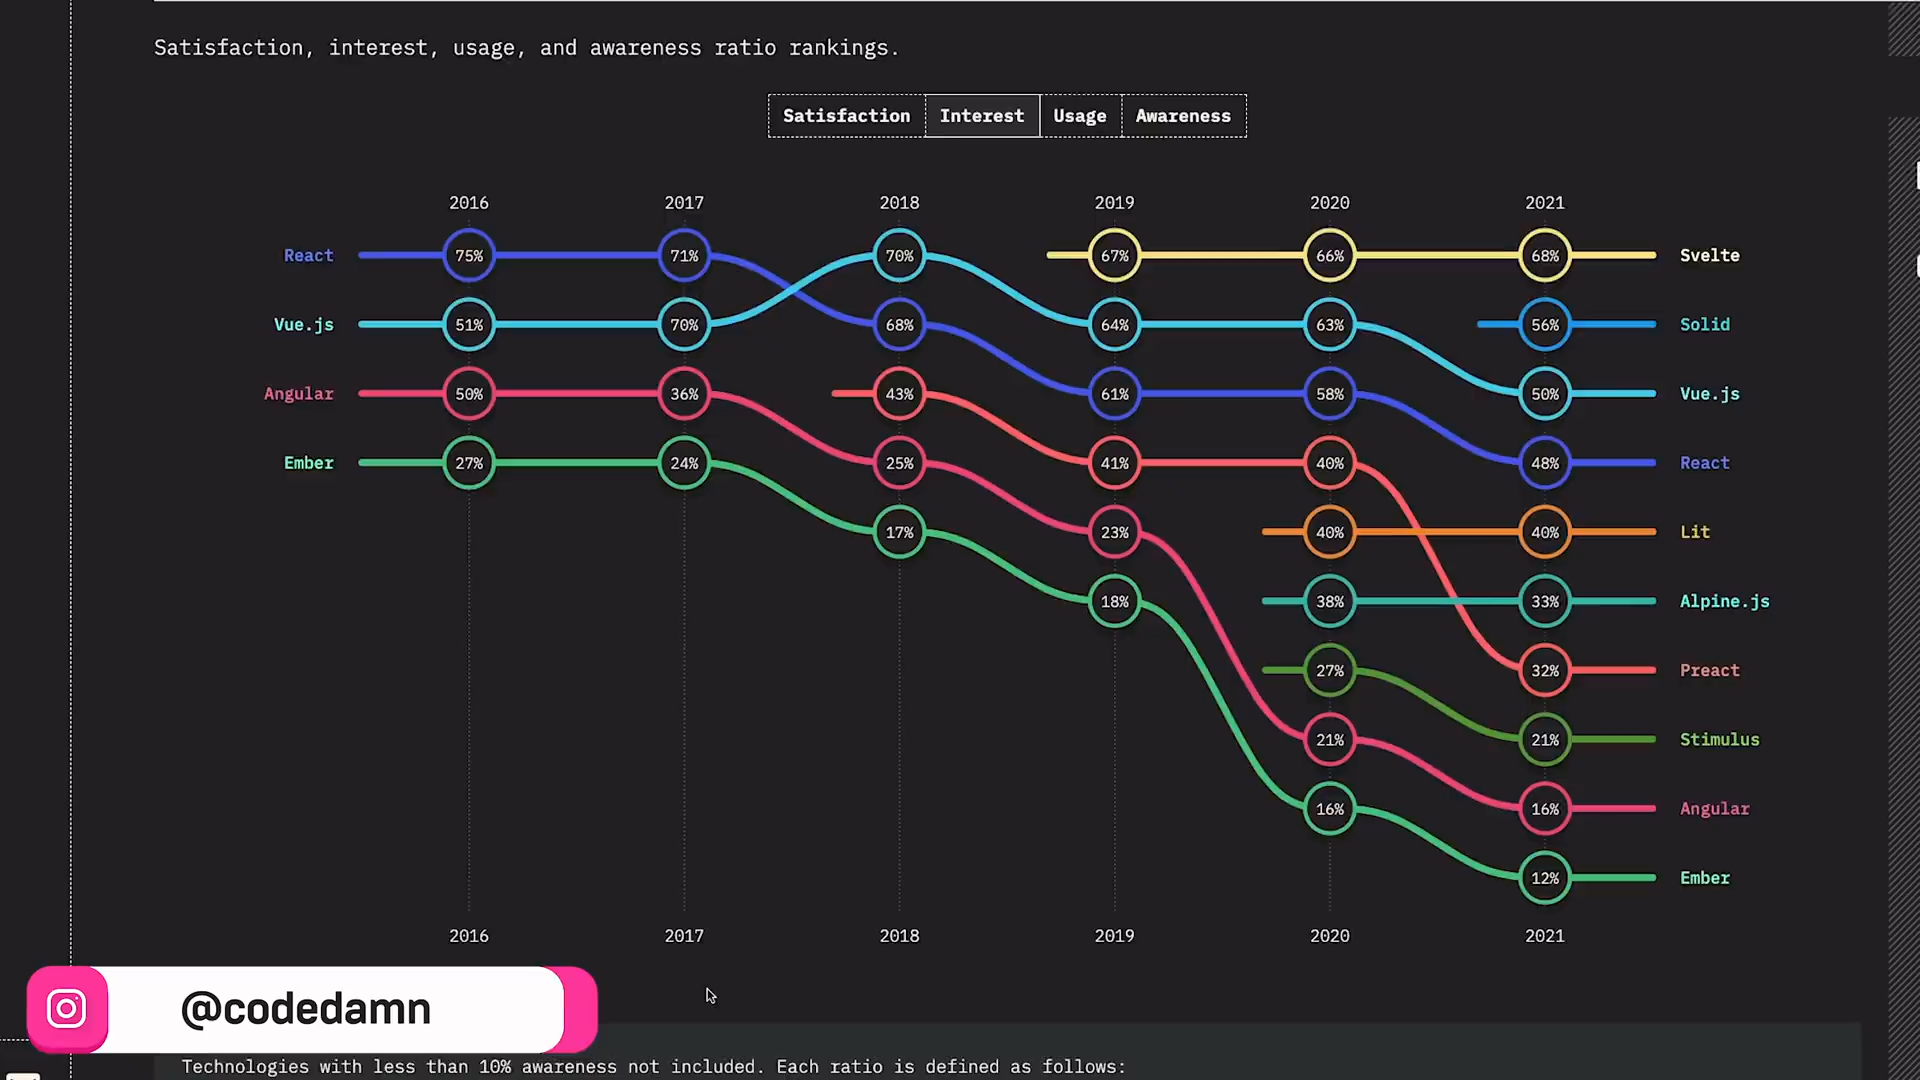 Satisfaction, interest, usage, and awareness ratio rankings.
Satisfaction Interest Usage Awareness
2016 2017 2018 2019 2020 2021
React 75% 71% 70% 67% 66% 68% Svelte
Vue.js 51% 70% 68% 64% 63% 56% Solid
Angular 50% 36% 43% 61% 58% 50% Vue.js
Ember 27% 24% 25% 41% 40% 48% React
17% 23% 40% 40% Lit
18% 38% 33% Alpine.js
27% 32% Preact
21% 21% Stimulus
16% 16% Angular
12% Ember
2016 2017 2018 2019 2020 2021
@codedamn
Technologies with less than 10% awareness not included. Each ratio is defined as follows: